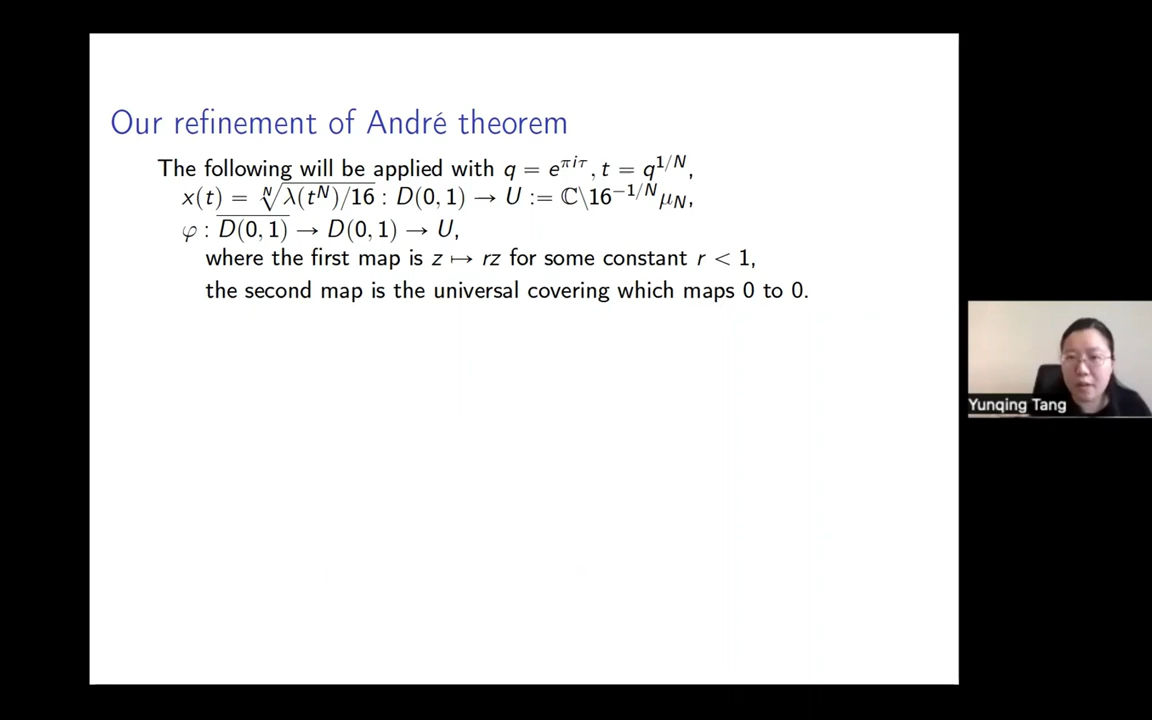 Our refinement of André theorem
The following will be applied with q = e^{πiτ}, t = q^{1/N},
x(t) = \sqrt[N]{λ(t^N)/16} : D(0, 1) → U := ℂ\16^{−1/N}μ_N,
φ : \overline{D(0, 1)} → D(0, 1) → U,
where the first map is z ↦ rz for some constant r < 1,
the second map is the universal covering which maps 0 to 0.
Yunqing Tang